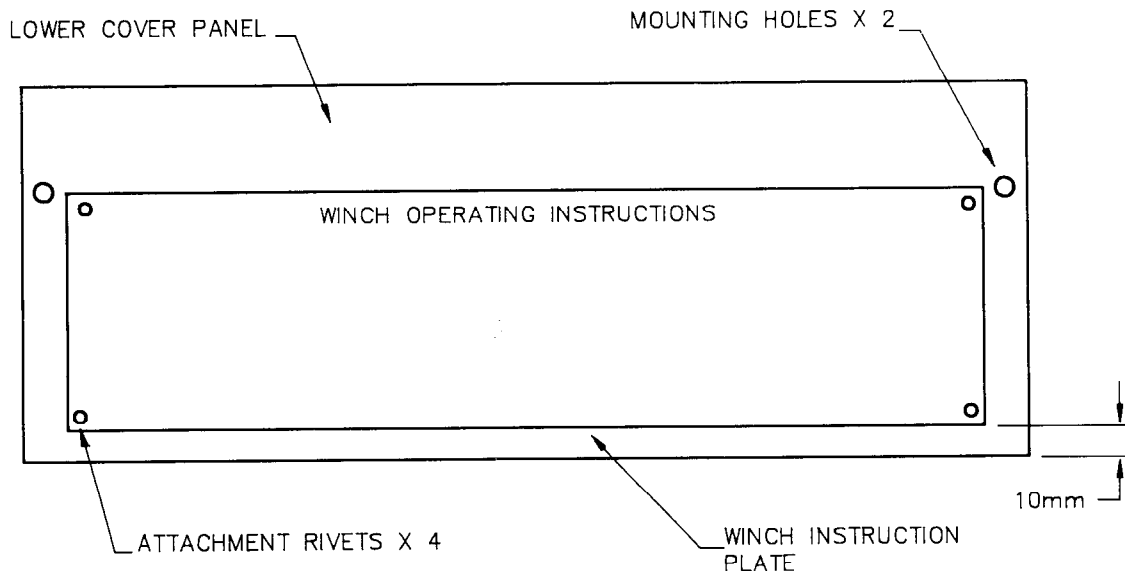 LOWER COVER PANEL
MOUNTING HOLES X 2
WINCH OPERATING INSTRUCTIONS
10mm
ATTACHMENT RIVETS X 4
WINCH INSTRUCTION
PLATE